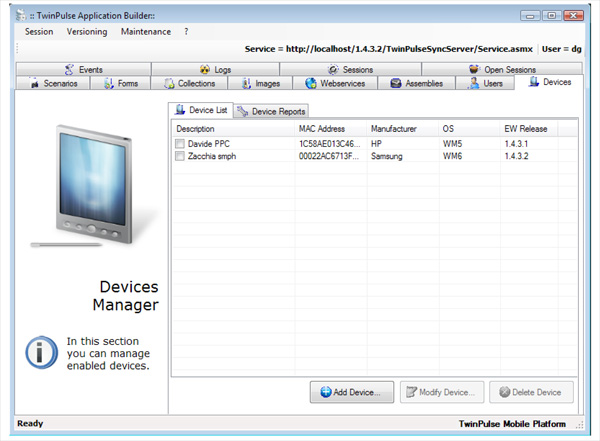 :: TwinPulse Application Builder::
Session Versioning Maintenance ?
Service = http://localhost/1.4.3.2/TwinPulseSyncServer/Service.asmx User = dg
Events Logs Sessions Open Sessions
Scenarios Forms Collections Images Webservices Assemblies Users Devices
Device List Device Reports
Description MAC Address Manufacturer OS EW Release
Davide PPC 1C58AE013C46... HP WM5 1.4.3.1
Zacchia smph 00022AC6713F... Samsung WM6 1.4.3.2
Devices
Manager
In this section
you can manage
enabled devices.
Add Device... Modify Device... Delete Device
Ready TwinPulse Mobile Platform